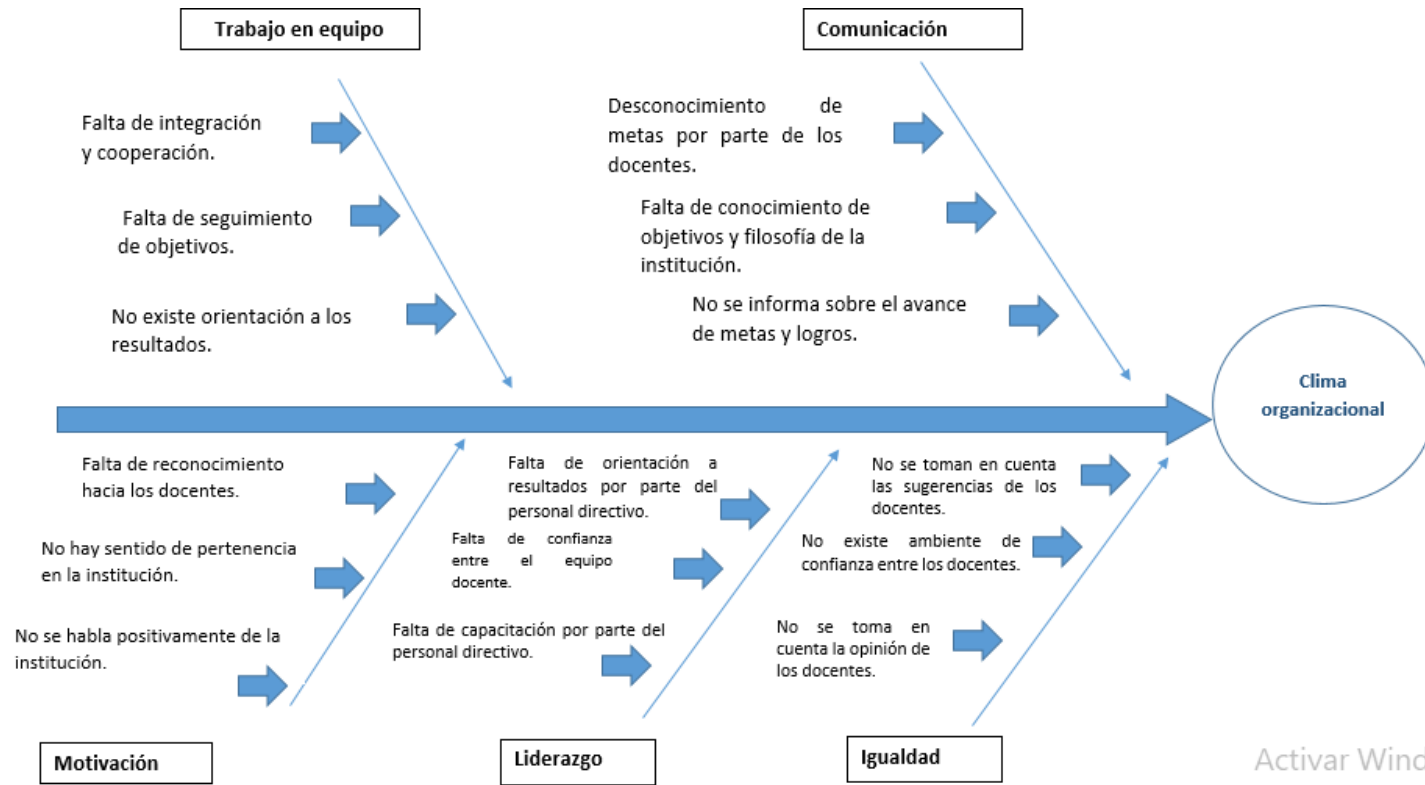 Trabajo en equipo
Comunicación
Falta de integración
y cooperación.
Falta de seguimiento
de objetivos.
No existe orientación a los
resultados.
Desconocimiento de
metas por parte de los
docentes.
Falta de conocimiento de
objetivos y filosofía de la
institución.
No se informa sobre el avance
de metas y logros.
Clima
organizacional
Falta de reconocimiento
hacia los docentes.
No hay sentido de pertenencia
en la institución.
No se habla positivamente de la
institución.
Falta de orientación a
resultados por parte del
personal directivo.
Falta de confianza
entre el equipo
docente.
Falta de capacitación por parte del
personal directivo.
No se toman en cuenta
las sugerencias de los
docentes.
No existe ambiente de
confianza entre los docentes.
No se toma en
cuenta la opinión de
los docentes.
Motivación
Liderazgo
Igualdad
Activar Wind